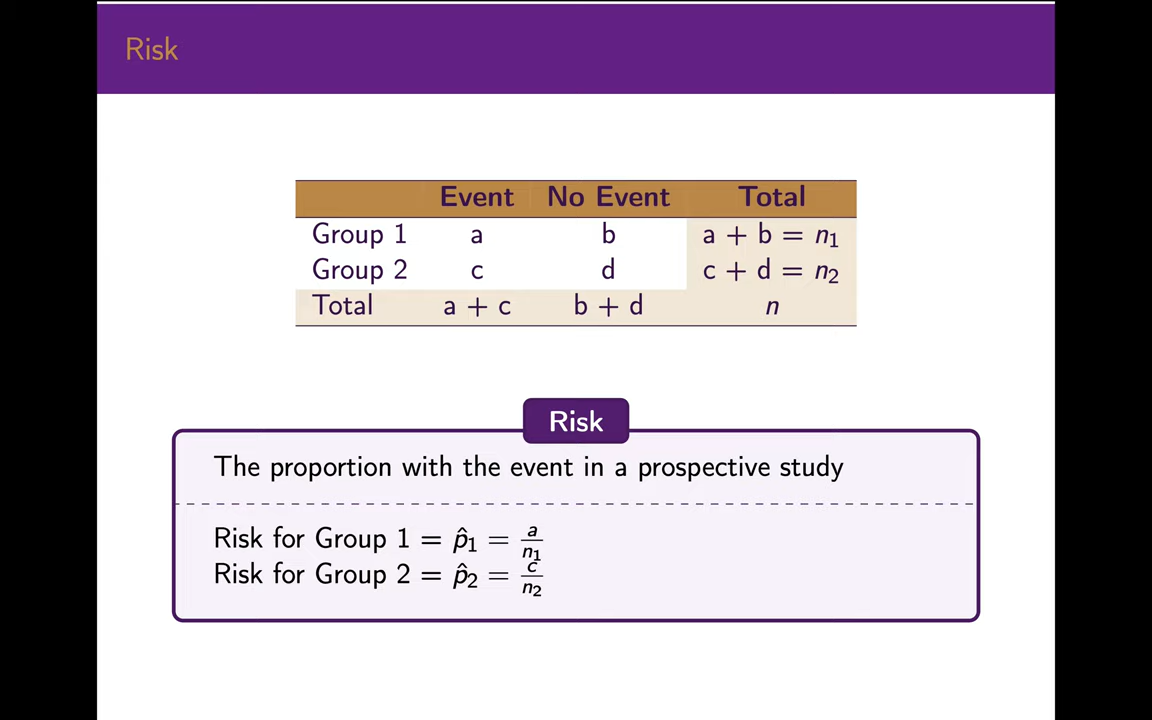 Risk
Event No Event Total
Group 1 a b a + b = n₁
Group 2 c d c + d = n₂
Total a + c b + d n
Risk
The proportion with the event in a prospective study
Risk for Group 1 = p̂₁ = a/n₁
Risk for Group 2 = p̂₂ = c/n₂